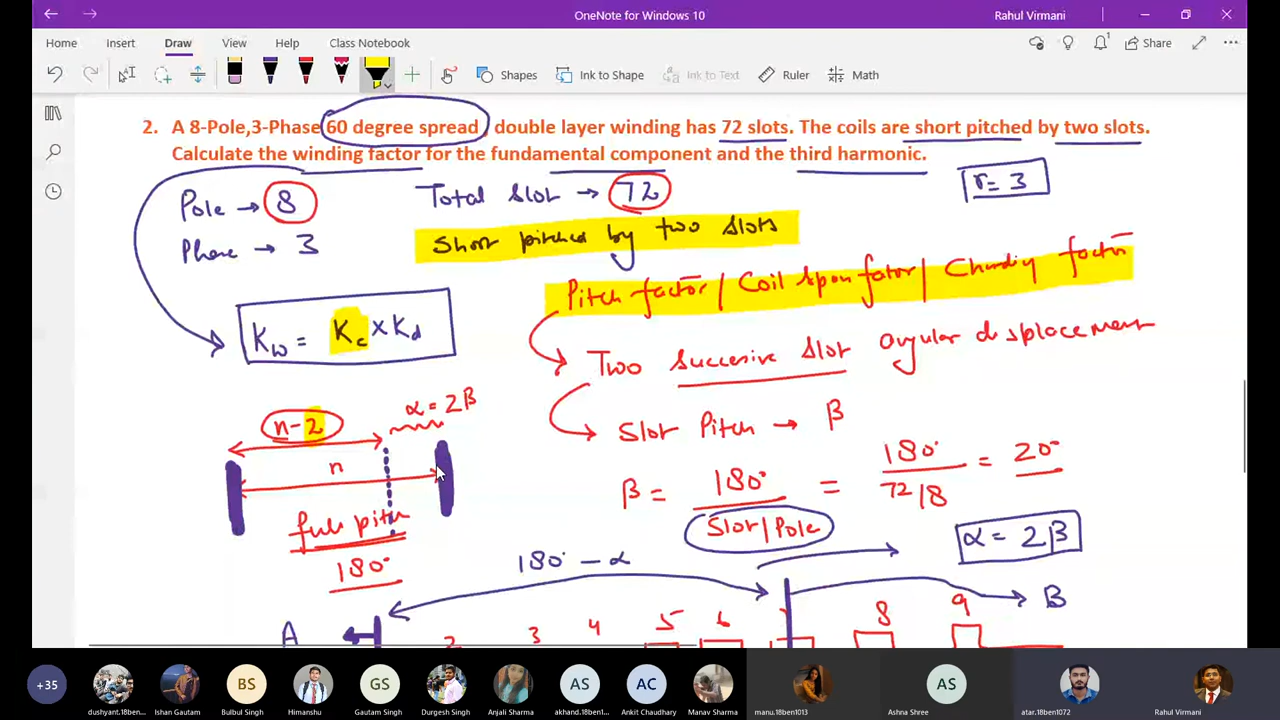 OneNote for Windows 10
Rahul Virmani
Home Insert Draw View Help Class Notebook
Share
Shapes Ink to Shape Ink to Text Ruler Math
2. A 8-Pole,3-Phase 60 degree spread, double layer winding has 72 slots. The coils are short pitched by two slots.
Calculate the winding factor for the fundamental component and the third harmonic.
r = 3
Pole → 8
Total Slot → 72
Phase → 3
Short pitched by two slots
Pitch factor / Coil span fator / Chording factor
Kw = Kc × Kd
Two Succesive Slot angular displacement
α = 2β
n-2
Slot Pitch → β
n
β = 180° / Slot/Pole = 180° / 72/8 = 20°
full pitch
180°
α = 2β
180° - α
B
A
2 3 4 5 6 8 9
+35 BS GS AS AC AS
dushyant.18ben... Ishan Gautam Bulbul Singh Himanshu Gautam Singh Durgesh Singh Anjali Sharma akhand.18ben1... Ankit Chaudhary Manav Sharma manu.18ben1013 Ashna Shree atar.18ben1072 Rahul Virmani